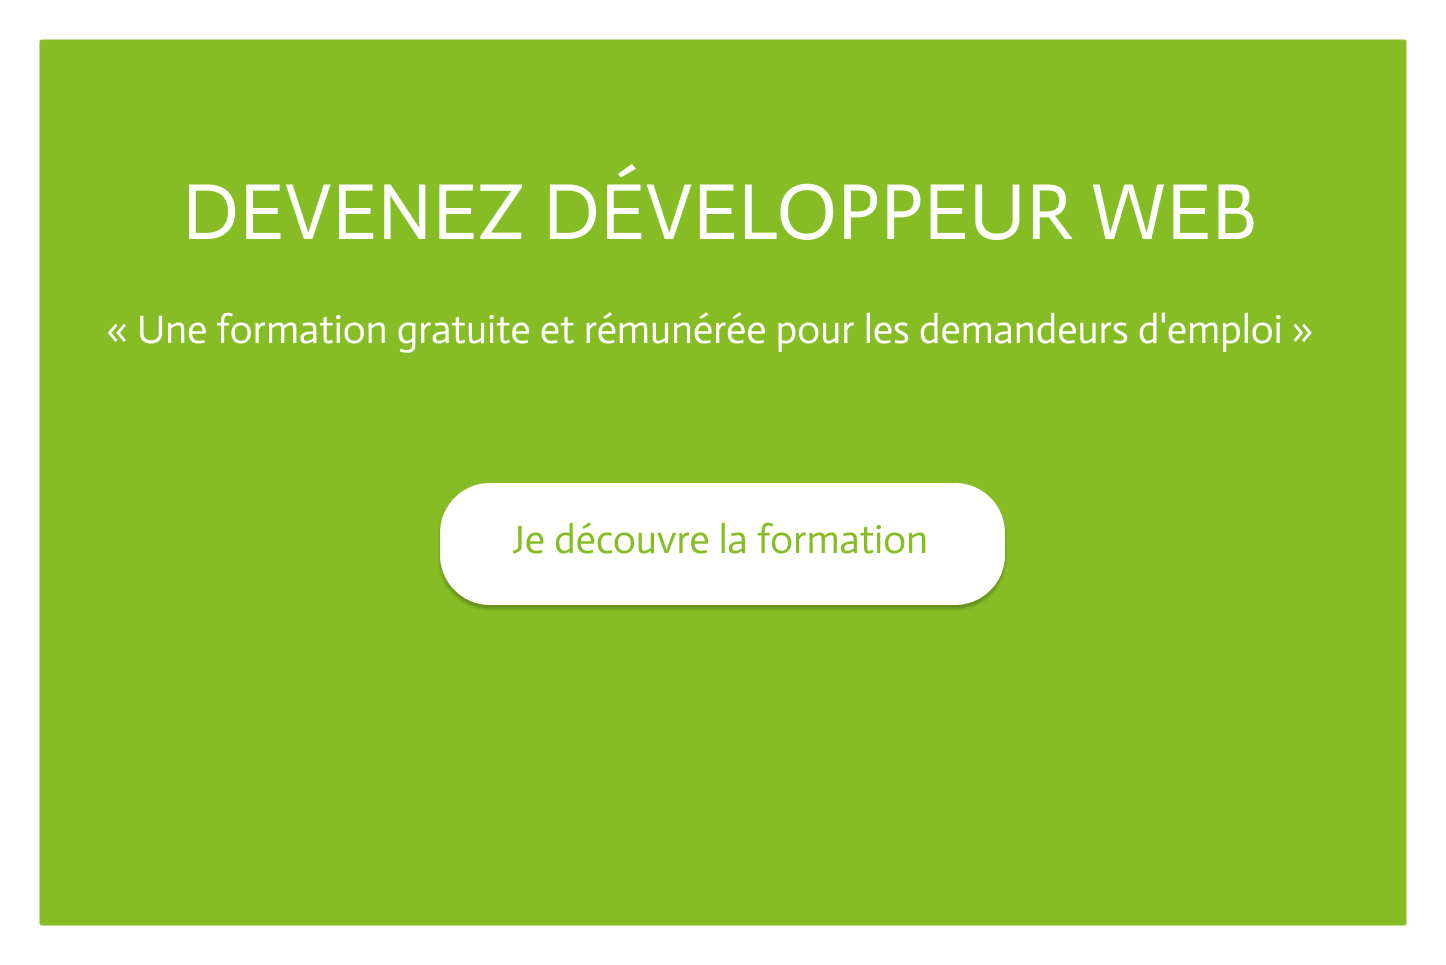 DEVENEZ DÉVELOPPEUR WEB
« Une formation gratuite et rémunérée pour les demandeurs d'emploi »
Je découvre la formation